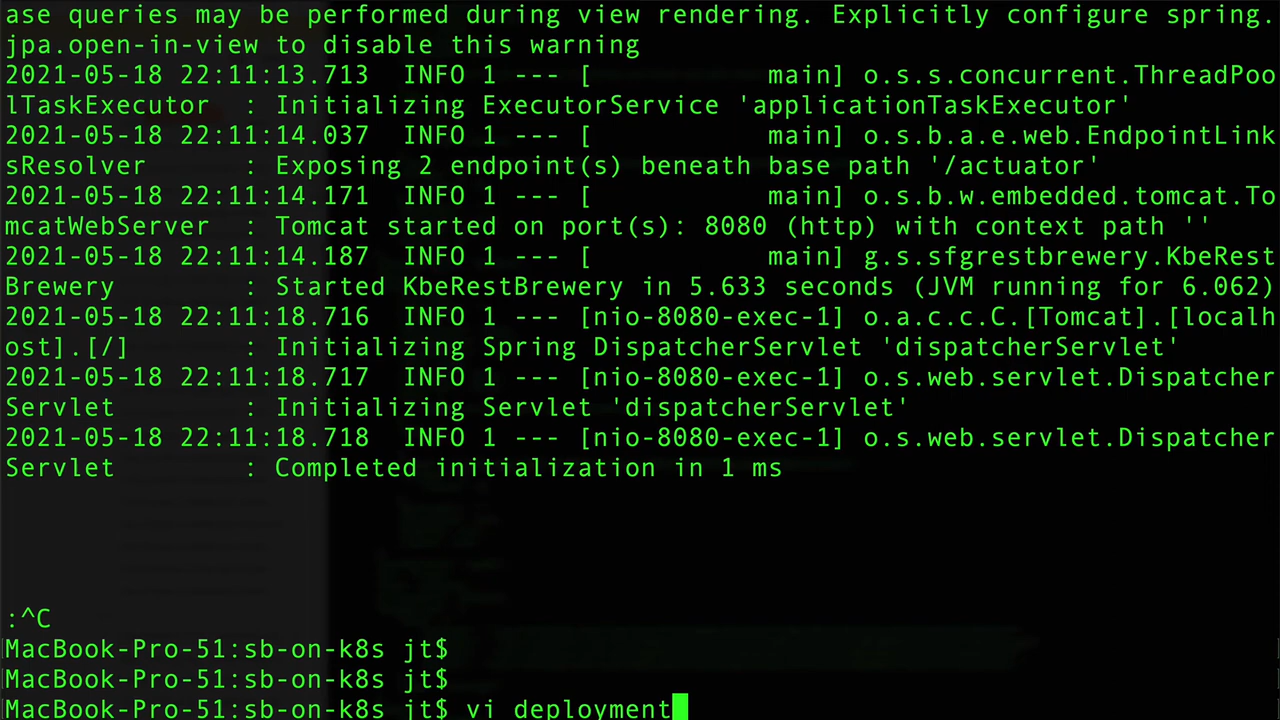 ase queries may be performed during view rendering. Explicitly configure spring.
jpa.open-in-view to disable this warning
2021-05-18 22:11:13.713  INFO 1 --- [           main] o.s.s.concurrent.ThreadPoo
lTaskExecutor  : Initializing ExecutorService 'applicationTaskExecutor'
2021-05-18 22:11:14.037  INFO 1 --- [           main] o.s.b.a.e.web.EndpointLink
sResolver      : Exposing 2 endpoint(s) beneath base path '/actuator'
2021-05-18 22:11:14.171  INFO 1 --- [           main] o.s.b.w.embedded.tomcat.To
mcatWebServer  : Tomcat started on port(s): 8080 (http) with context path ''
2021-05-18 22:11:14.187  INFO 1 --- [           main] g.s.sfgrestbrewery.KbeRest
Brewery        : Started KbeRestBrewery in 5.633 seconds (JVM running for 6.062)
2021-05-18 22:11:18.716  INFO 1 --- [nio-8080-exec-1] o.a.c.c.C.[Tomcat].[localh
ost].[/]       : Initializing Spring DispatcherServlet 'dispatcherServlet'
2021-05-18 22:11:18.717  INFO 1 --- [nio-8080-exec-1] o.s.web.servlet.Dispatcher
Servlet        : Initializing Servlet 'dispatcherServlet'
2021-05-18 22:11:18.718  INFO 1 --- [nio-8080-exec-1] o.s.web.servlet.Dispatcher
Servlet        : Completed initialization in 1 ms
:^C
MacBook-Pro-51:sb-on-k8s jt$
MacBook-Pro-51:sb-on-k8s jt$
MacBook-Pro-51:sb-on-k8s jt$ vi deployment